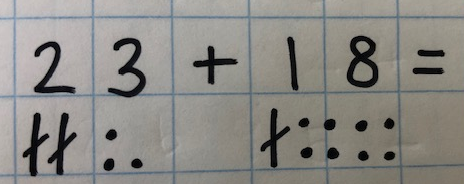 23 + 18 =